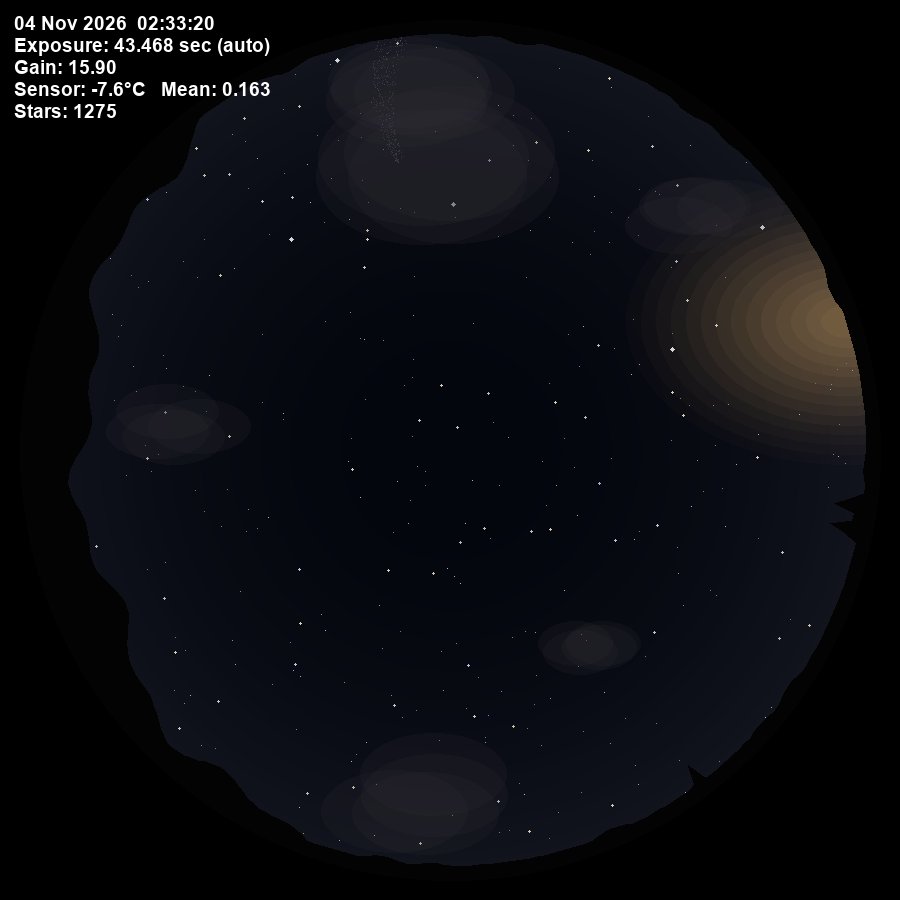 04 Nov 2026  02:33:20
Exposure: 43.468 sec (auto)
Gain: 15.90
Sensor: -7.6°C   Mean: 0.163
Stars: 1275